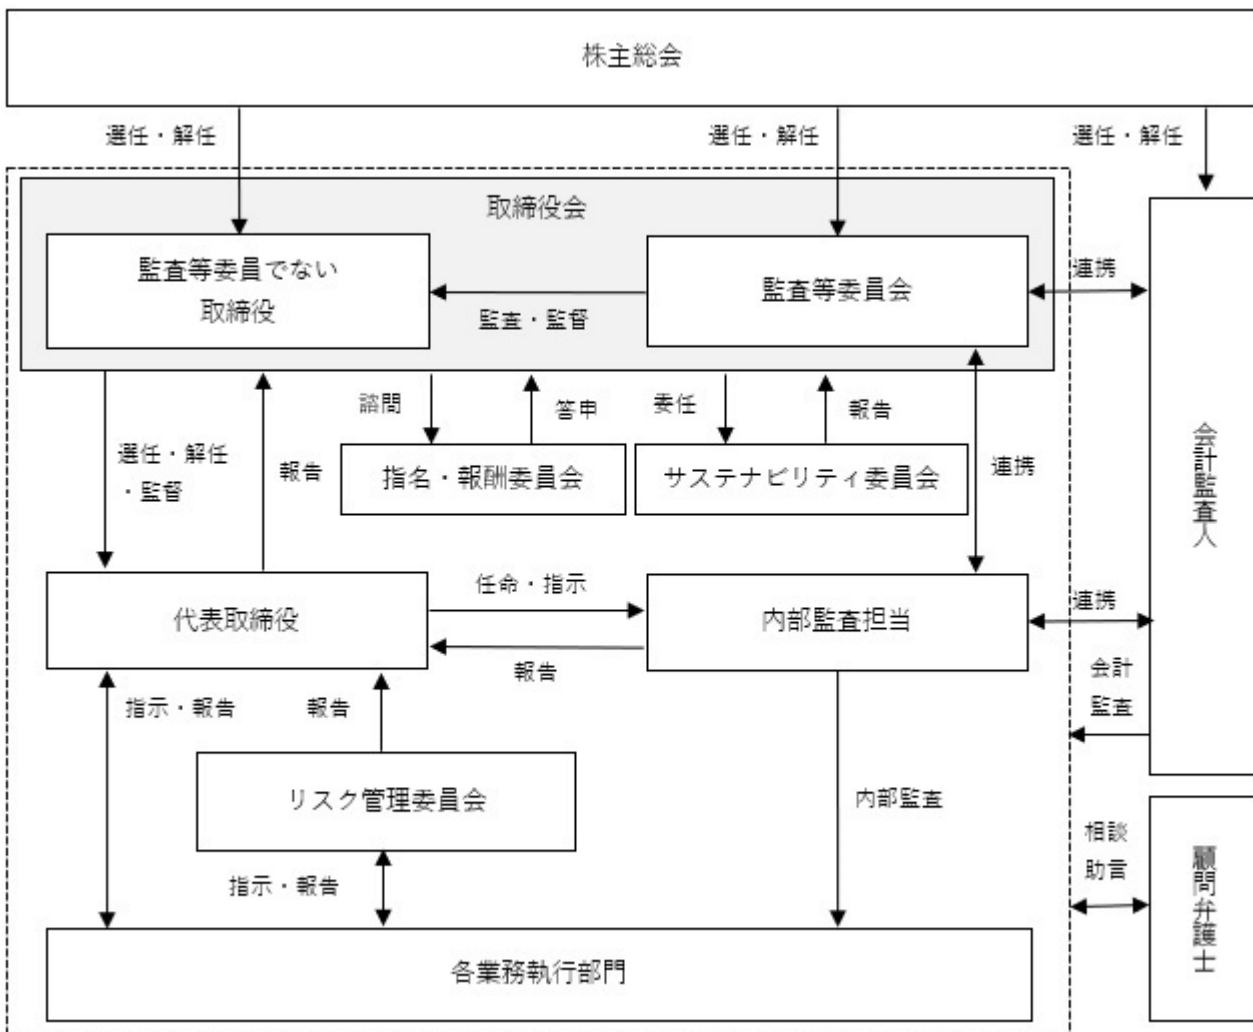 株主総会
選任・解任
選任・解任
選任・解任
取締役会
監査等委員でない
取締役
監査・監督
監査等委員会
連携
選任・解任
・監督
報告
諮問
答申
委任
報告
連携
指名・報酬委員会
サステナビリティ委員会
会計監査人
代表取締役
任命・指示
報告
内部監査担当
連携
会計
監査
指示・報告
報告
リスク管理委員会
内部監査
指示・報告
相談
助言
顧問弁護士
各業務執行部門